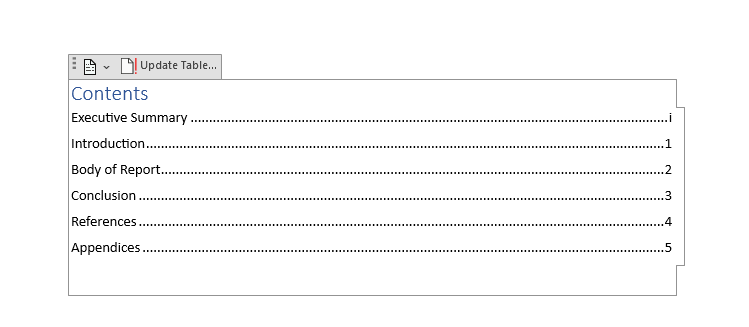 Update Table...
Contents
Executive Summary ........................................................................................................................i
Introduction........................................................................................................................1
Body of Report........................................................................................................................2
Conclusion ........................................................................................................................3
References ........................................................................................................................4
Appendices ........................................................................................................................5